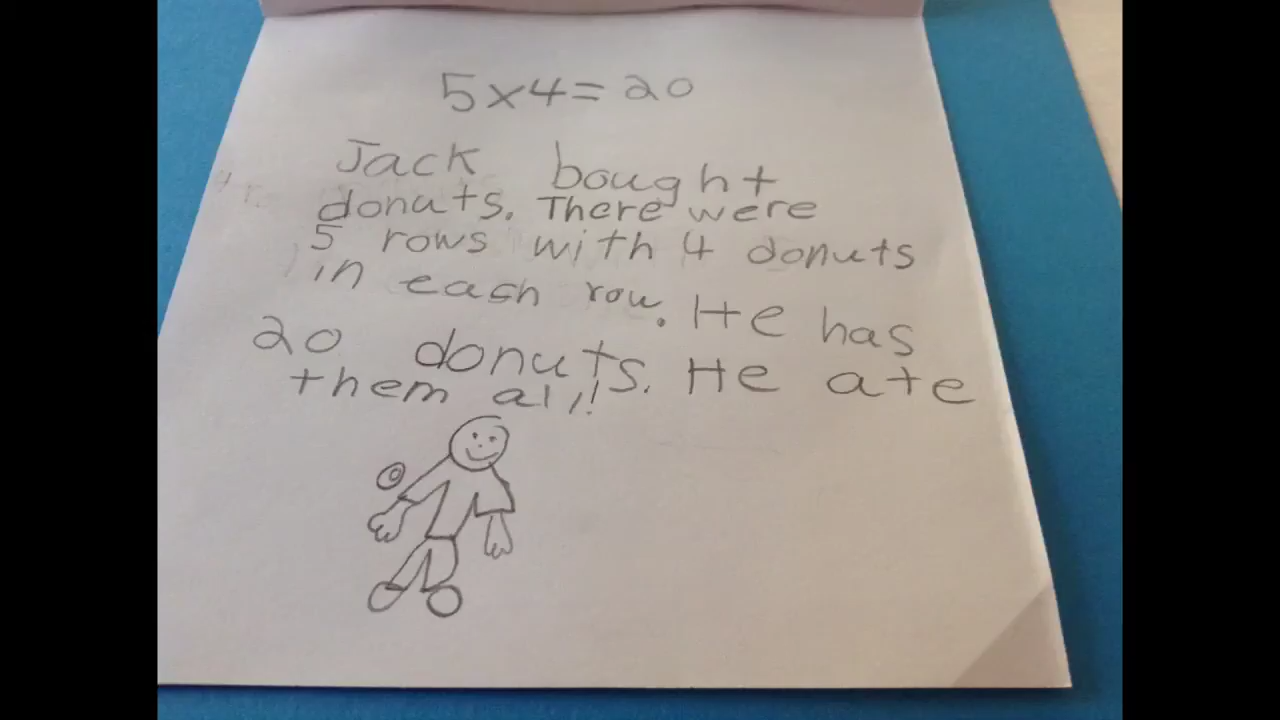 5x4=20
Jack bought
donuts. There were
5 rows with 4 donuts
in each row. He has
20 donuts. He ate
them all!